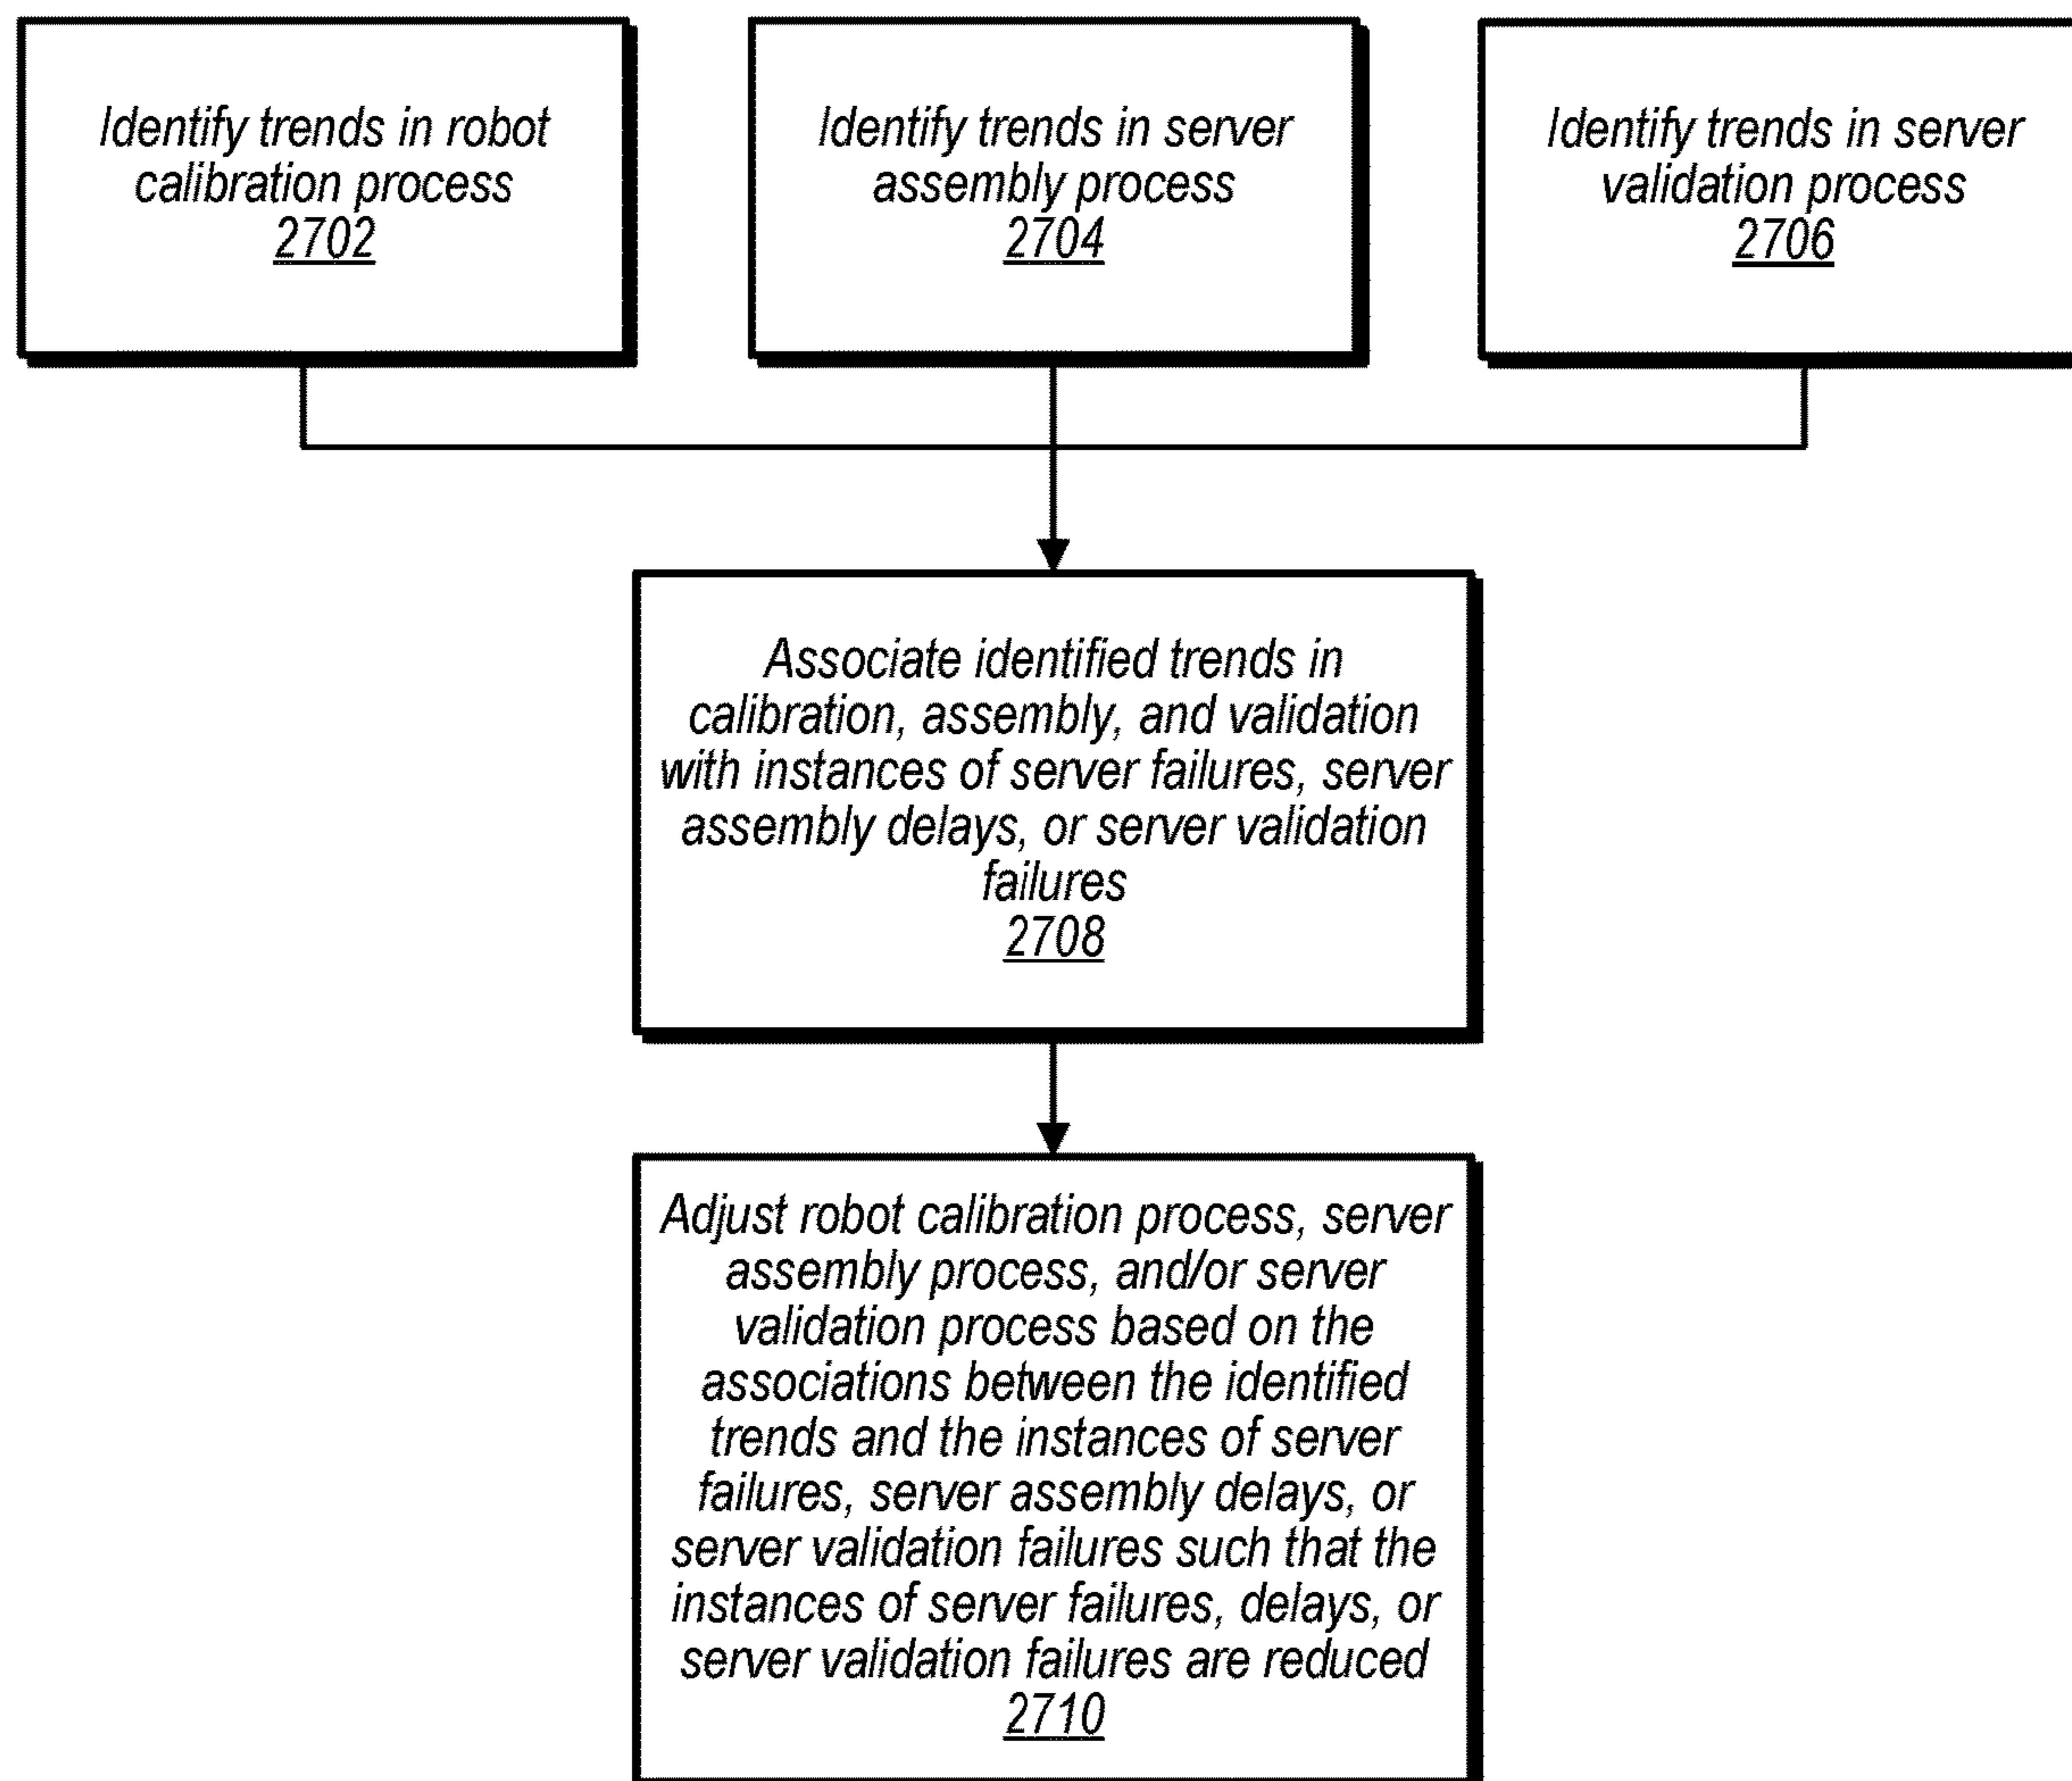 Identify trends in robot
calibration process
2702
Identify trends in server
assembly process
2704
Identify trends in server
validation process
2706
Associate identified trends in
calibration, assembly, and validation
with instances of server failures, server
assembly delays, or server validation
failures
2708
Adjust robot calibration process, server
assembly process, and/or server
validation process based on the
associations between the identified
trends and the instances of server
failures, server assembly delays, or
server validation failures such that the
instances of server failures, delays, or
server validation failures are reduced
2710